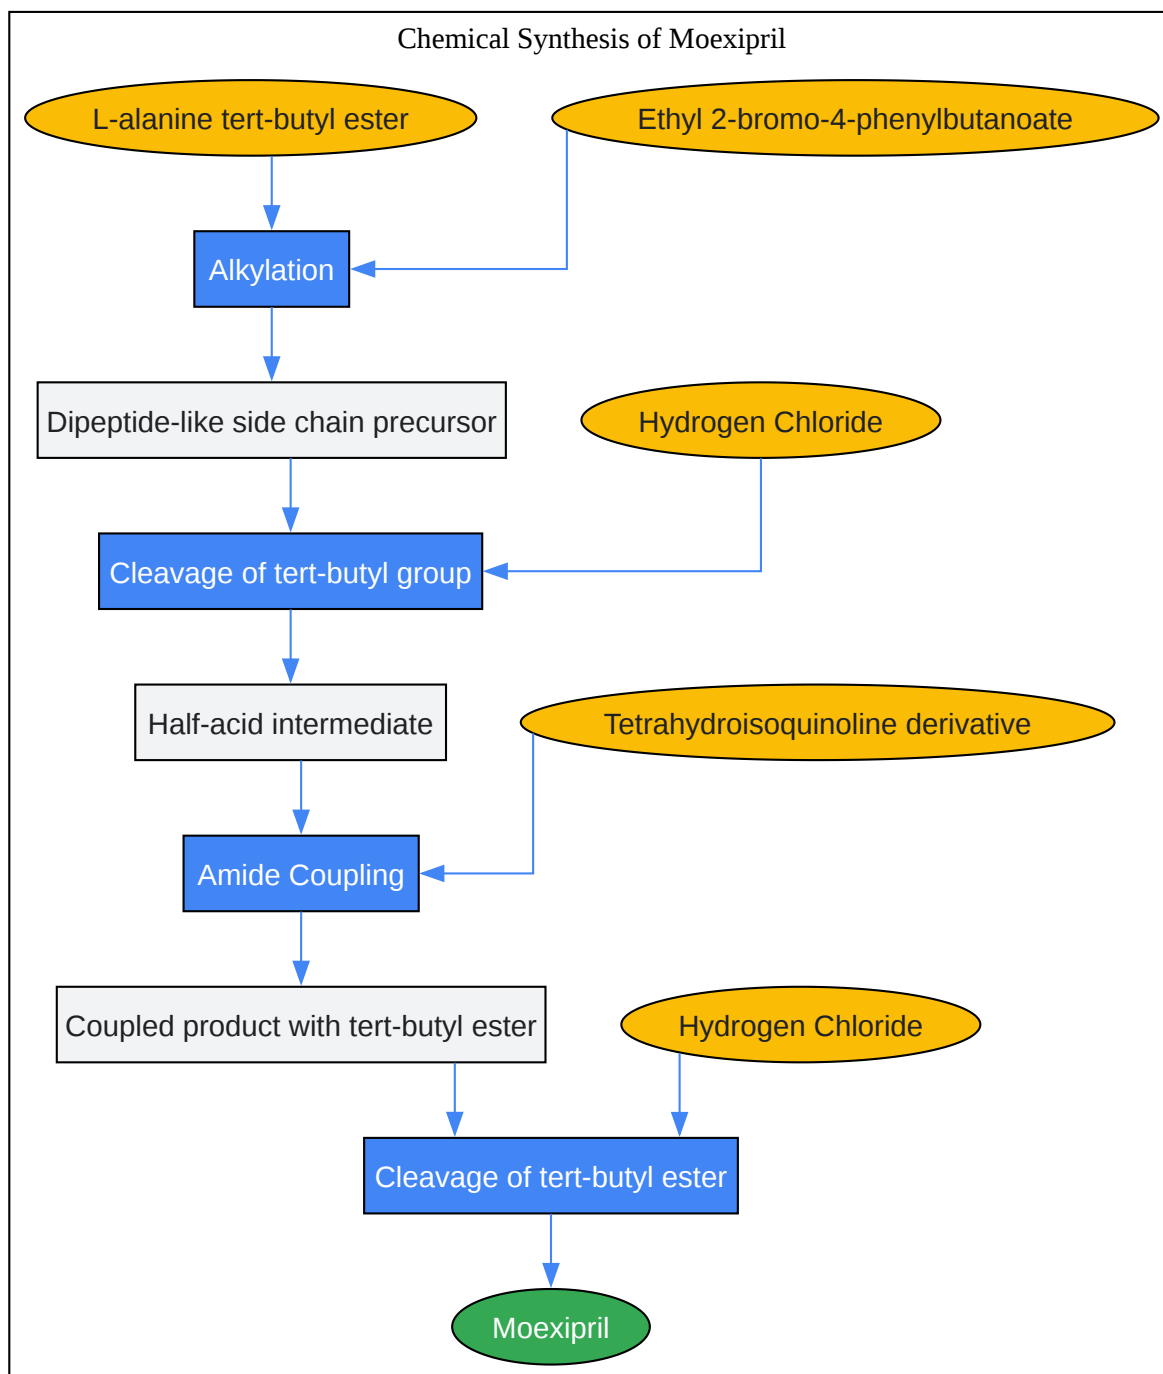 Chemical Synthesis of Moexipril
L-alanine tert-butyl ester
Ethyl 2-bromo-4-phenylbutanoate
Alkylation
Dipeptide-like side chain precursor
Hydrogen Chloride
Cleavage of tert-butyl group
Half-acid intermediate
Tetrahydroisoquinoline derivative
Amide Coupling
Coupled product with tert-butyl ester
Hydrogen Chloride
Cleavage of tert-butyl ester
Moexipril